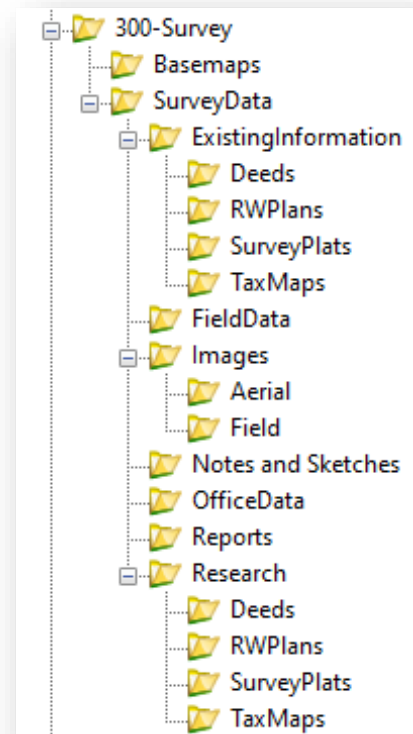 300-Survey
Basemaps
SurveyData
ExistingInformation
Deeds
RWPlans
SurveyPlats
TaxMaps
FieldData
Images
Aerial
Field
Notes and Sketches
OfficeData
Reports
Research
Deeds
RWPlans
SurveyPlats
TaxMaps